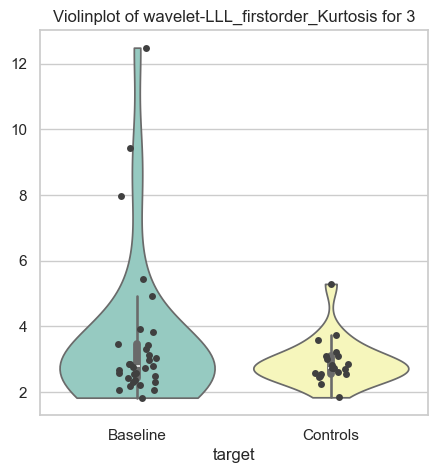 Violinplot of wavelet-LLL_firstorder_Kurtosis for 3
12
10
8
6
4
2
Baseline Controls
target